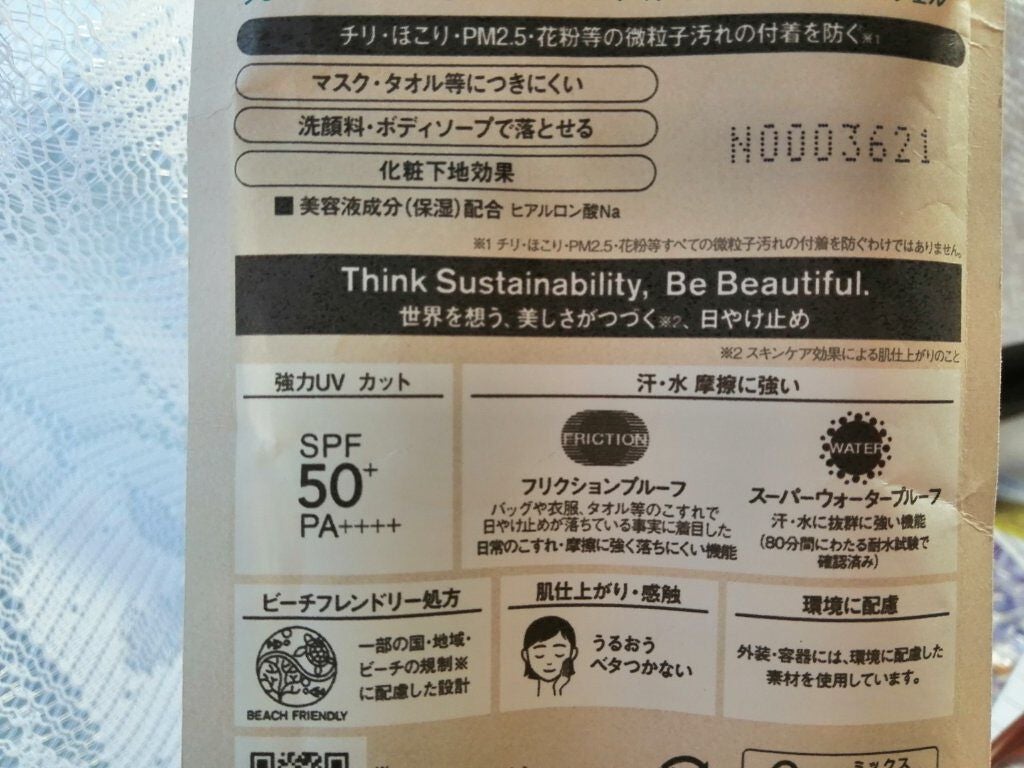 チリ・ほこり・PM2.5・花粉等の微粒子汚れの付着を防ぐ※1
マスク・タオル等につきにくい
洗顔料・ボディソープで落とせる
化粧下地効果
N0003621
■ 美容液成分(保湿)配合 ヒアルロン酸Na
※1 チリ・ほこり・PM2.5・花粉等すべての微粒子汚れの付着を防ぐわけではありません。
Think Sustainability, Be Beautiful.
世界を想う、美しさがつづく※2、日やけ止め
※2 スキンケア効果による肌仕上がりのこと
強力UV カット
SPF
50+
PA++++
汗・水 摩擦に強い
FRICTION
フリクションプルーフ
バッグや衣服、タオル等のこすれで
日やけ止めが落ちている事実に着目した
日常のこすれ・摩擦に強く落ちにくい機能
WATER
スーパーウォータープルーフ
汗・水に抜群に強い機能
(80分間にわたる耐水試験で
確認済み)
ビーチフレンドリー処方
BEACH FRIENDLY
一部の国・地域・
ビーチの規制※
に配慮した設計
肌仕上がり・感触
うるおう
ベタつかない
環境に配慮
外装・容器には、環境に配慮した
素材を使用しています。
ミックス